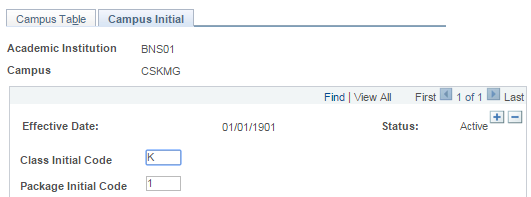 Campus Table Campus Initial
Academic Institution BNS01
Campus CSKMG
Find | View All First 1 of 1 Last
Effective Date: 01/01/1901 Status: Active
Class Initial Code K
Package Initial Code 1